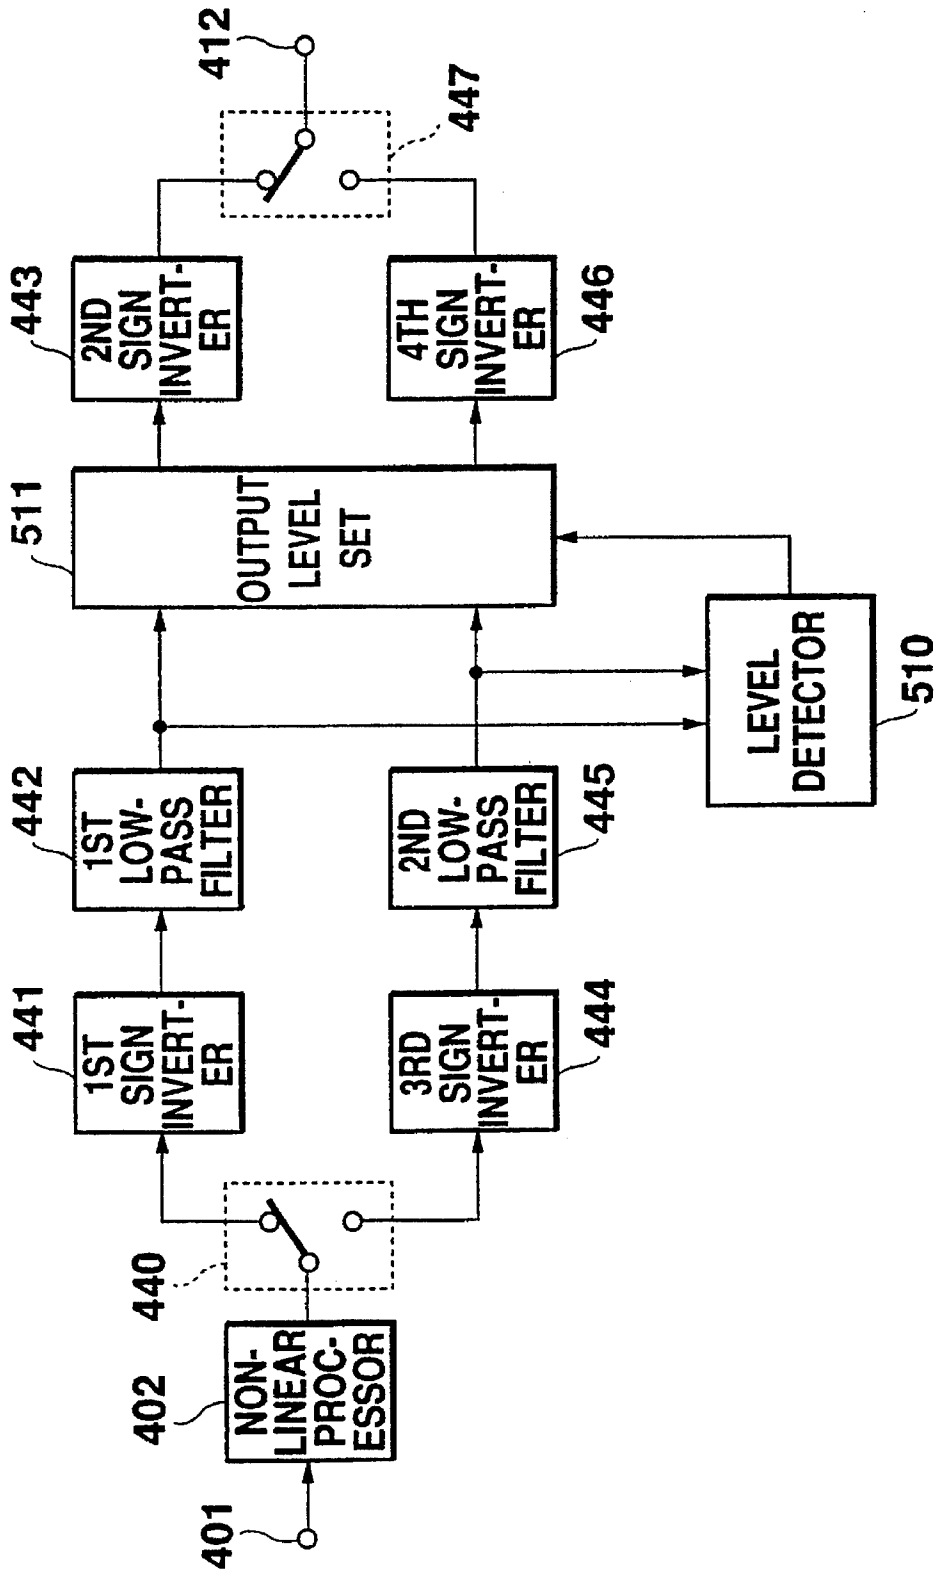 401
402
NON-
LINEAR
PROC-
ESSOR
440
441
1ST
SIGN
INVERT-
ER
442
1ST
LOW-
PASS
FILTER
511
OUTPUT
LEVEL
SET
443
2ND
SIGN
INVERT-
ER
412
447
3RD
SIGN
INVERT-
ER
444
2ND
LOW-
PASS
FILTER
445
4TH
SIGN
INVERT-
ER
446
LEVEL
DETECTOR
510